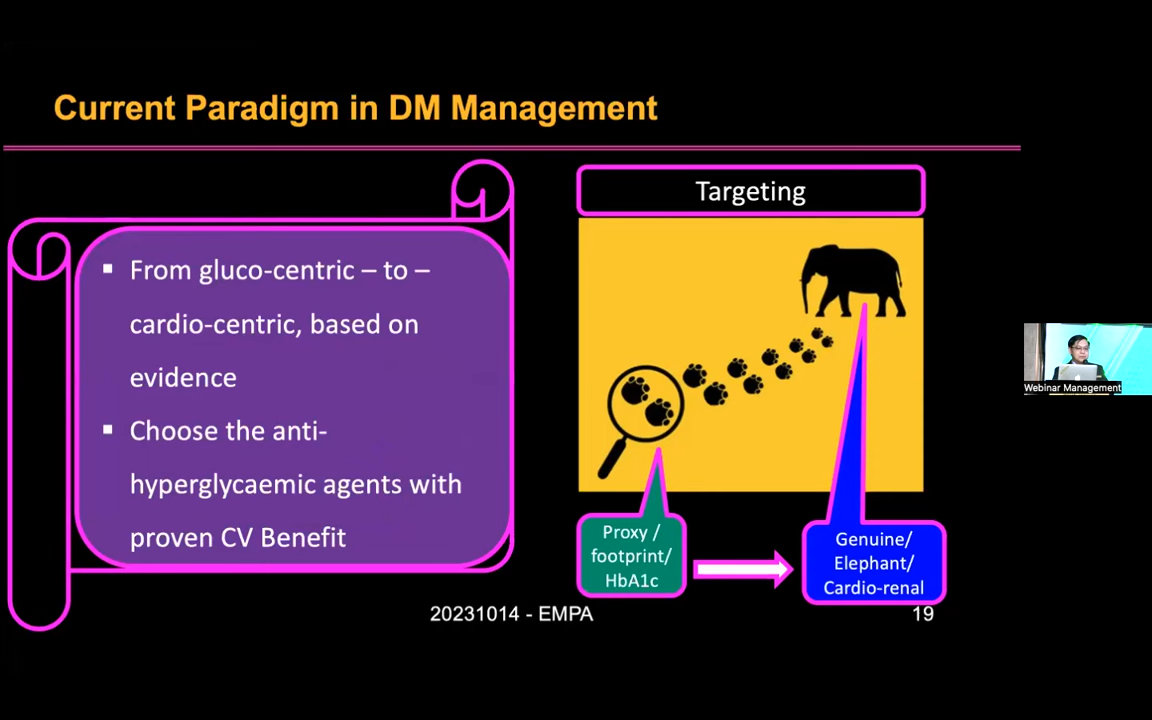 Current Paradigm in DM Management
▪ From gluco-centric – to –
cardio-centric, based on
evidence
▪ Choose the anti-
hyperglycaemic agents with
proven CV Benefit
Targeting
Proxy /
footprint/
HbA1c
Genuine/
Elephant/
Cardio-renal
20231014 - EMPA
19
Webinar Management